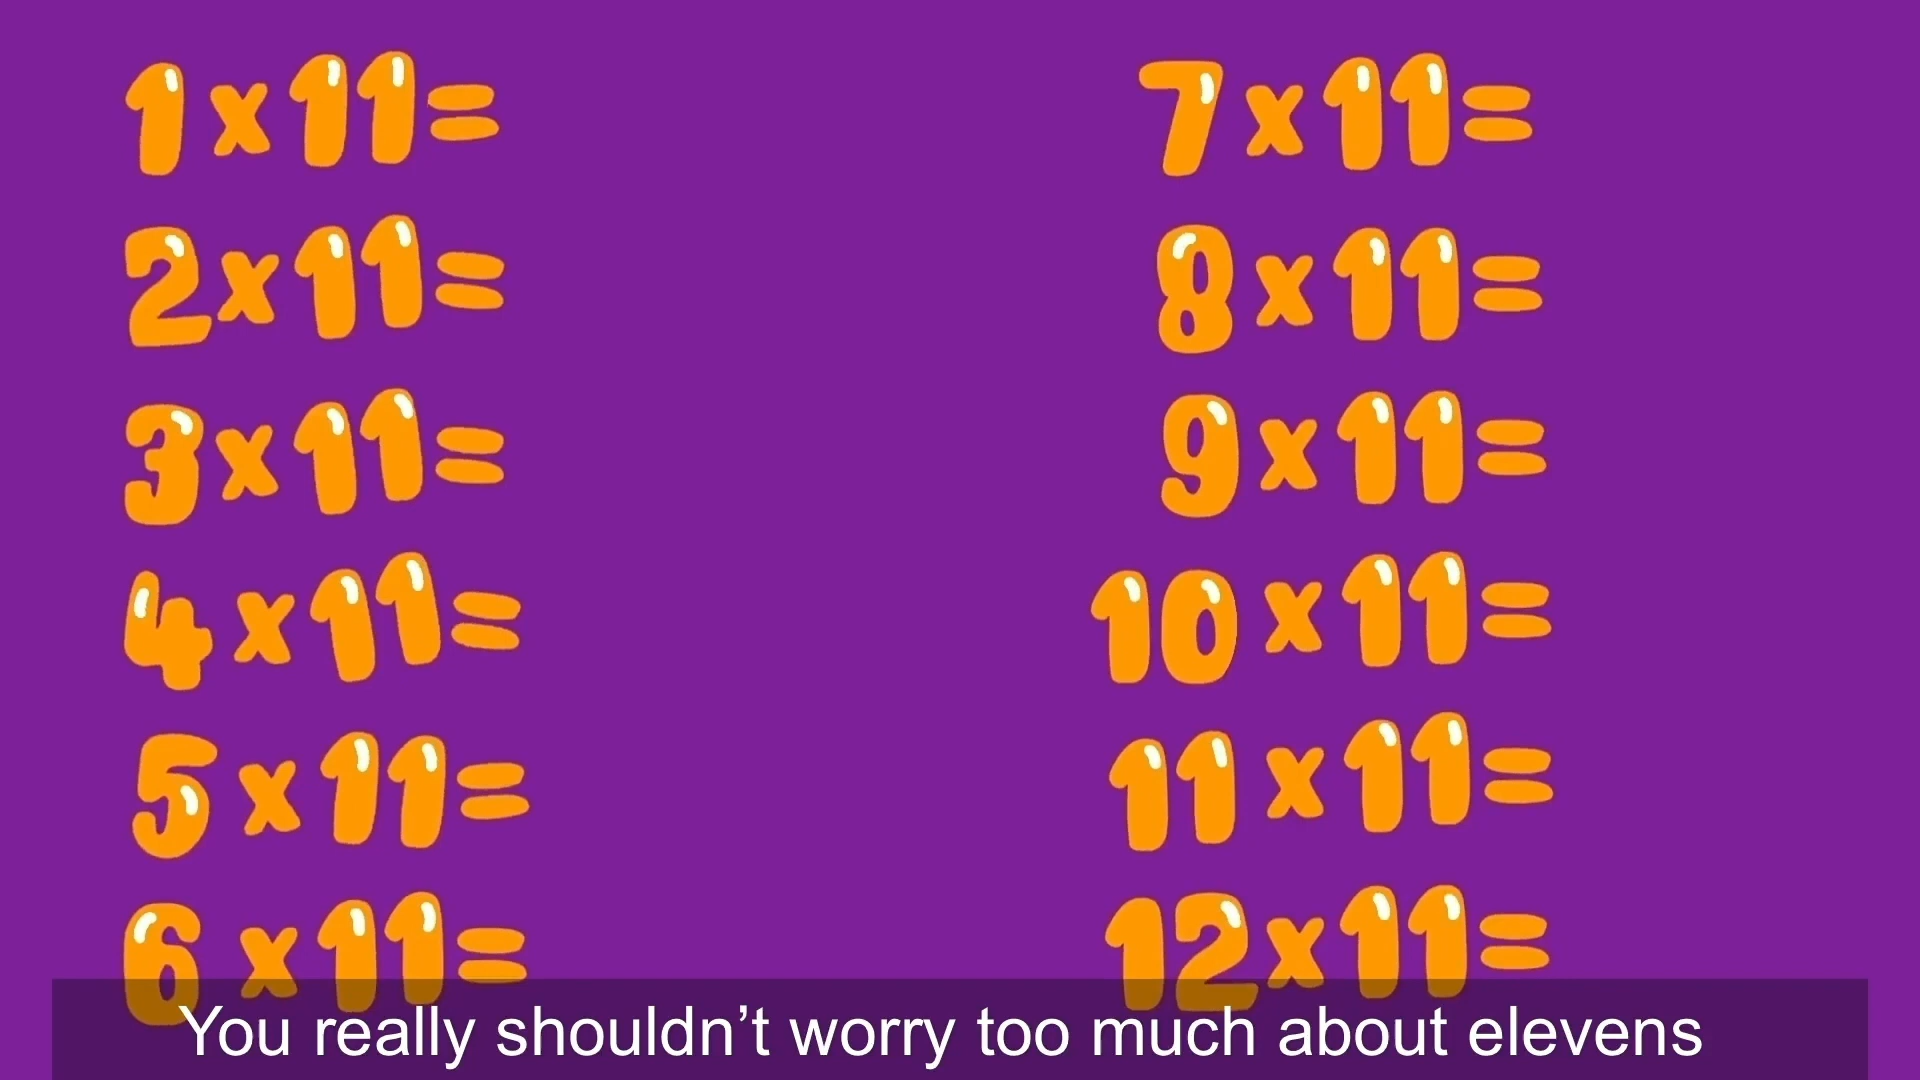 1x11=
2x11=
3x11=
4x11=
5x11=
6x11=
7x11=
8x11=
9x11=
10x11=
11x11=
12x11=
You really shouldn’t worry too much about elevens